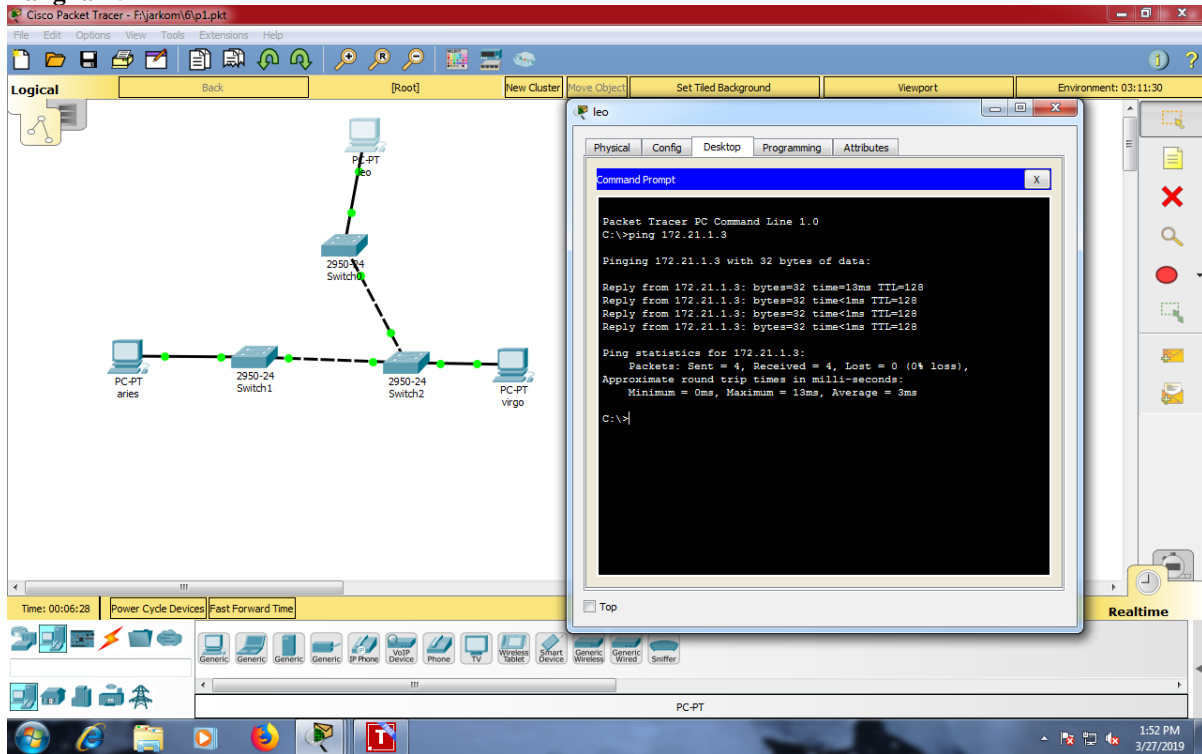 Cisco Packet Tracer - F:\jarkom\6\p1.pkt
File Edit Options View Tools Extensions Help
Logical
Back
[Root]
New Cluster
Move Object
Set Tiled Background
Viewport
Environment: 03:11:30
PC-PT
leo
2950-24
Switch0
PC-PT
aries
2950-24
Switch1
2950-24
Switch2
PC-PT
virgo
leo
Physical Config Desktop Programming Attributes
Command Prompt
X
Packet Tracer PC Command Line 1.0
C:\>ping 172.21.1.3
Pinging 172.21.1.3 with 32 bytes of data:
Reply from 172.21.1.3: bytes=32 time=13ms TTL=128
Reply from 172.21.1.3: bytes=32 time<1ms TTL=128
Reply from 172.21.1.3: bytes=32 time<1ms TTL=128
Reply from 172.21.1.3: bytes=32 time<1ms TTL=128
Ping statistics for 172.21.1.3:
Packets: Sent = 4, Received = 4, Lost = 0 (0% loss),
Approximate round trip times in milli-seconds:
Minimum = 0ms, Maximum = 13ms, Average = 3ms
C:\>
Top
Time: 00:06:28
Power Cycle Devices
Fast Forward Time
Realtime
Generic
Generic
Generic
Generic
IP Phone
VoIP Device
Phone
TV
Wireless Tablet
Smart Device
Generic Wireless
Generic Wired
Sniffer
PC-PT
1:52 PM
3/27/2019